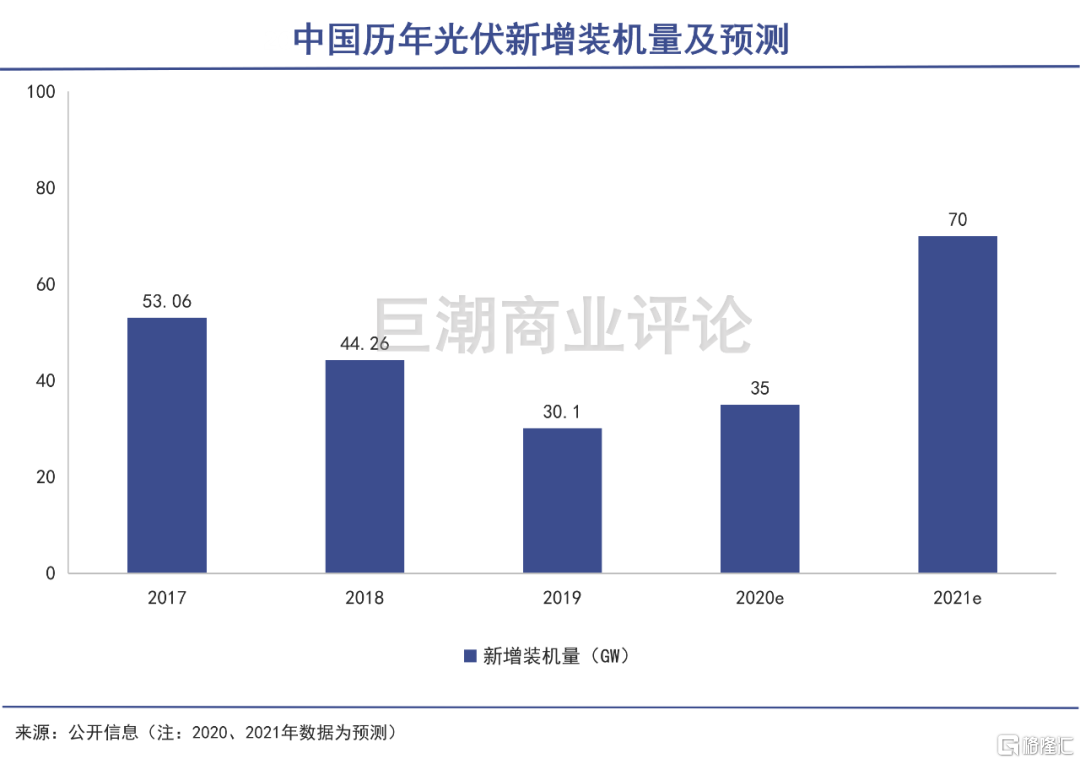 中国历年光伏新增装机量及预测
100
80
60
40
20
0
53.06
44.26
30.1
35
70
巨潮商业评论
2017
2018
2019
2020e
2021e
新增装机量（GW）
来源：公开信息（注：2020、2021年数据为预测）
格隆汇